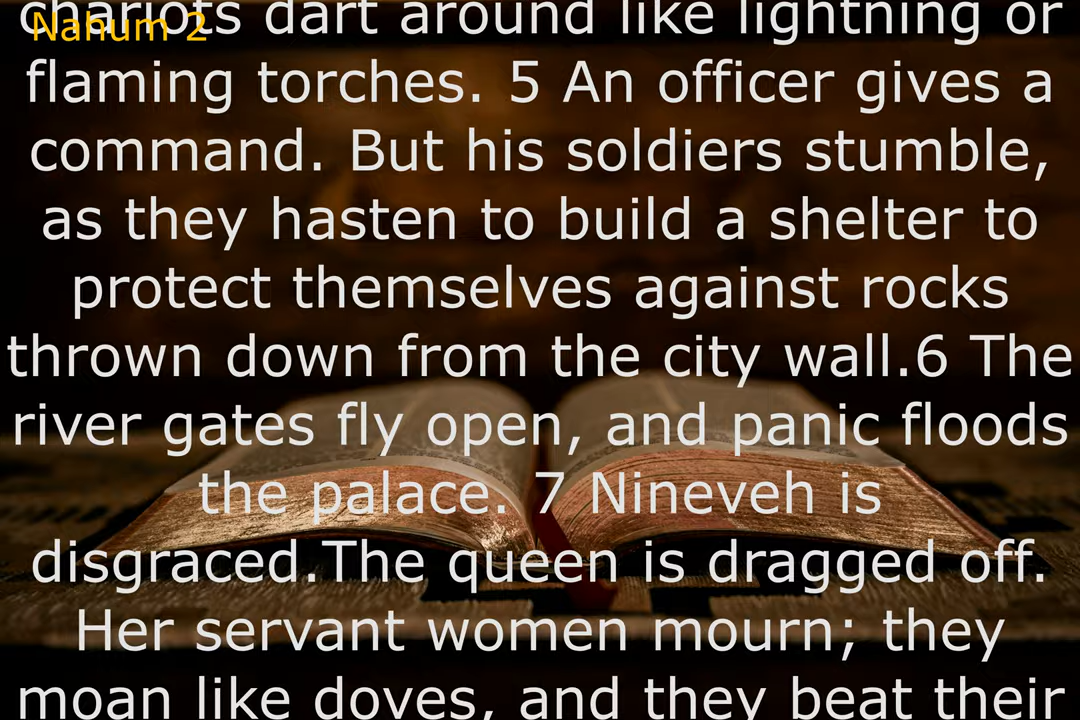 Nahum 2
chariots dart around like lightning or
flaming torches. 5 An officer gives a
command. But his soldiers stumble,
as they hasten to build a shelter to
protect themselves against rocks
thrown down from the city wall.6 The
river gates fly open, and panic floods
the palace. 7 Nineveh is
disgraced.The queen is dragged off.
Her servant women mourn; they
moan like doves, and they beat their